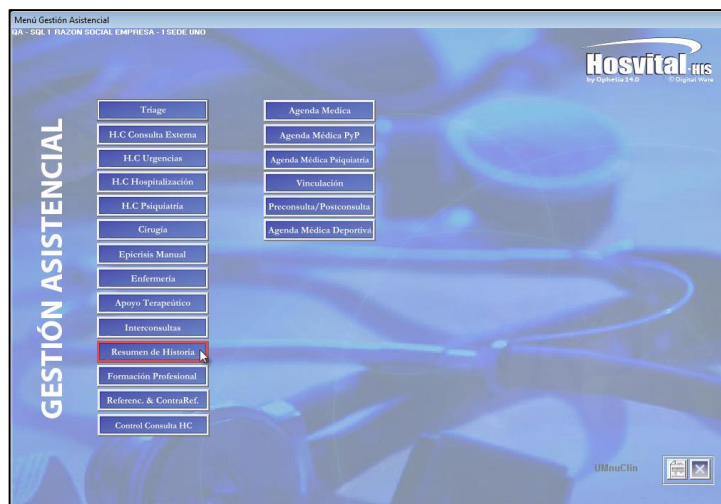 Menú Gestión Asistencial
QA - SQL 1 RAZON SOCIAL EMPRESA - 1 SEDE UNO
Hosvital-HIS
by Ophelia 14.0 © Digital Ware
GESTIÓN ASISTENCIAL
Triage
H.C Consulta Externa
H.C Urgencias
H.C Hospitalización
H.C Psiquiatría
Cirugía
Epicrisis Manual
Enfermería
Apoyo Terapeútico
Interconsultas
Resumen de Historia
Formación Profesional
Referenc. & ContraRef.
Control Consulta HC
Agenda Medica
Agenda Médica PyP
Agenda Médica Psiquiatría
Vinculación
Preconsulta/Postconsulta
Agenda Médica Deportiva
UMnuClin